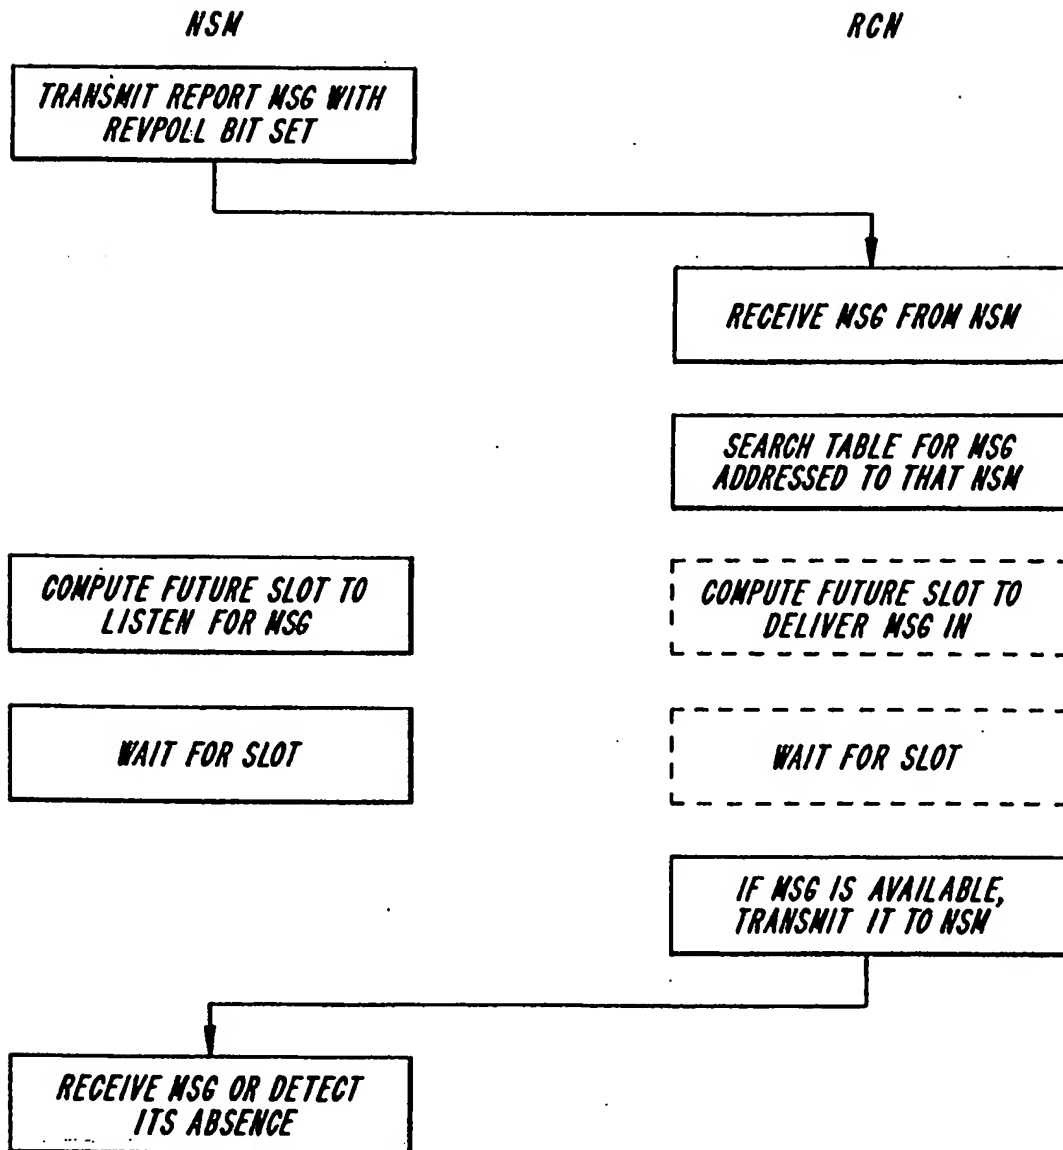 NSM
RCN
TRANSMIT REPORT MSG WITH
REVPOLL BIT SET
RECEIVE MSG FROM NSM
SEARCH TABLE FOR MSG
ADDRESSED TO THAT NSM
COMPUTE FUTURE SLOT TO
LISTEN FOR MSG
COMPUTE FUTURE SLOT TO
DELIVER MSG IN
WAIT FOR SLOT
WAIT FOR SLOT
IF MSG IS AVAILABLE,
TRANSMIT IT TO NSM
RECEIVE MSG OR DETECT
ITS ABSENCE